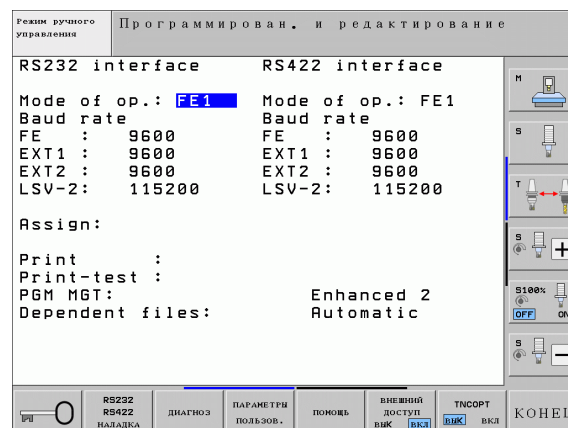 Режим ручного
управления
Программирован. и редактирование
RS232 interface RS422 interface
Mode of op.: FE1 Mode of op.: FE1
Baud rate Baud rate
FE : 9600 FE : 9600
EXT1 : 9600 EXT1 : 9600
EXT2 : 9600 EXT2 : 9600
LSV-2: 115200 LSV-2: 115200
Assign:
Print :
Print-test :
PGM MGT: Enhanced 2
Dependent files: Automatic
M
S
T
S
S100%
OFF ON
S
RS232
RS422
НАЛАДКА
ДИАГНОЗ
ПАРАМЕТРЫ
ПОЛЬЗОВ.
ПОМОЩЬ
ВНЕШНИЙ
ДОСТУП
ВЫК ВКЛ
TNCOPT
ВЫК ВКЛ
КОНЕЦ